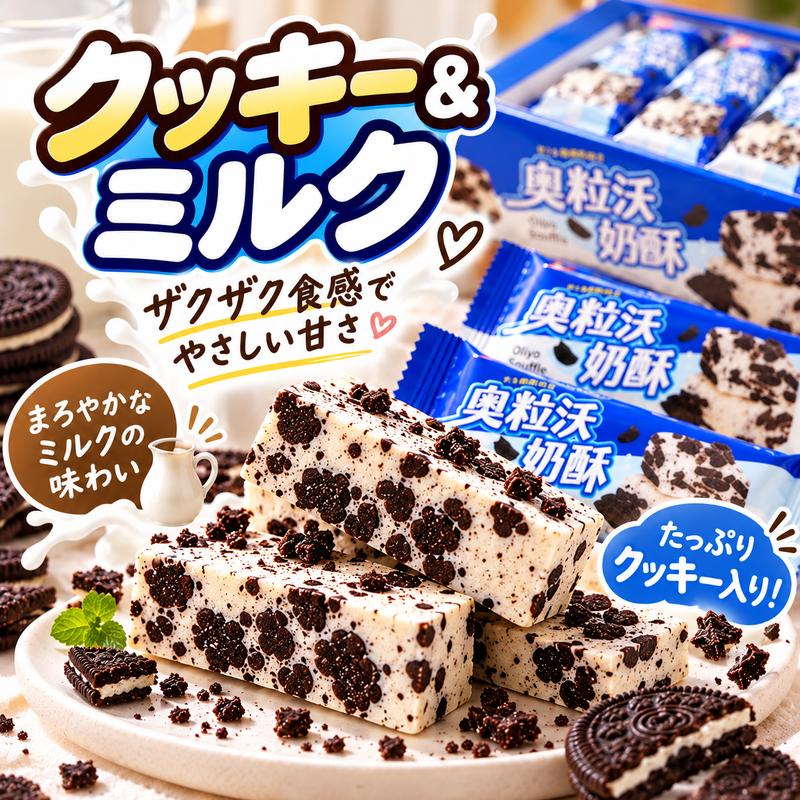 クッキー&
ミルク
ザクザク食感で
やさしい甘さ
まろやかな
ミルクの
味わい
奥粒沃
奶酥
Oliyo
Souffle
奥粒沃
奶酥
Oliyo
Souffle
奥粒沃
奶酥
たっぷり
クッキー入り!